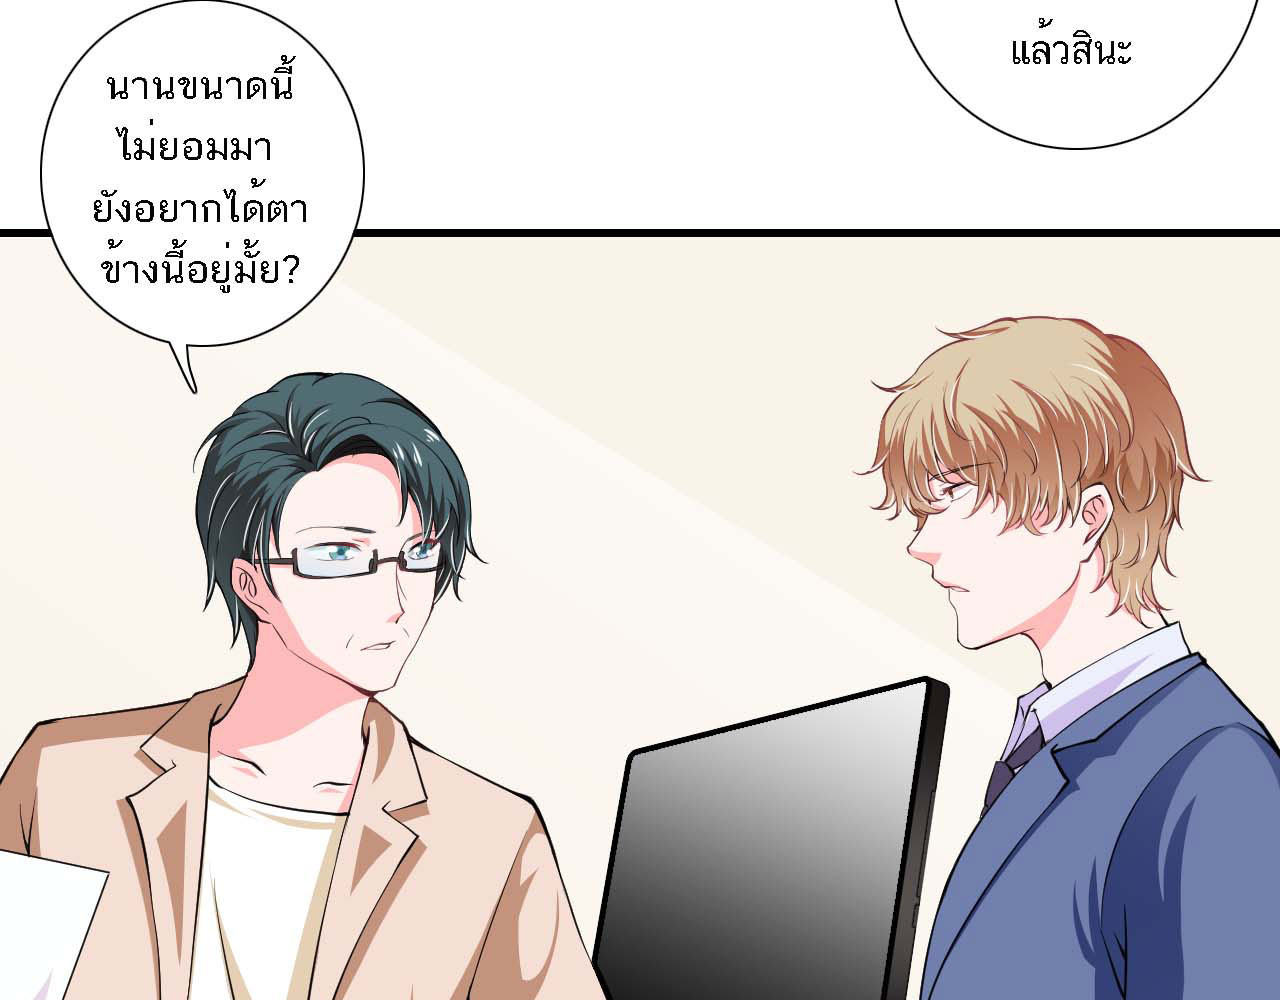 แล้วสินะ
นานขนาดนี้
ไม่ยอมมา
ยังอยากได้ตา
ข้างนี้อยู่มั้ย?